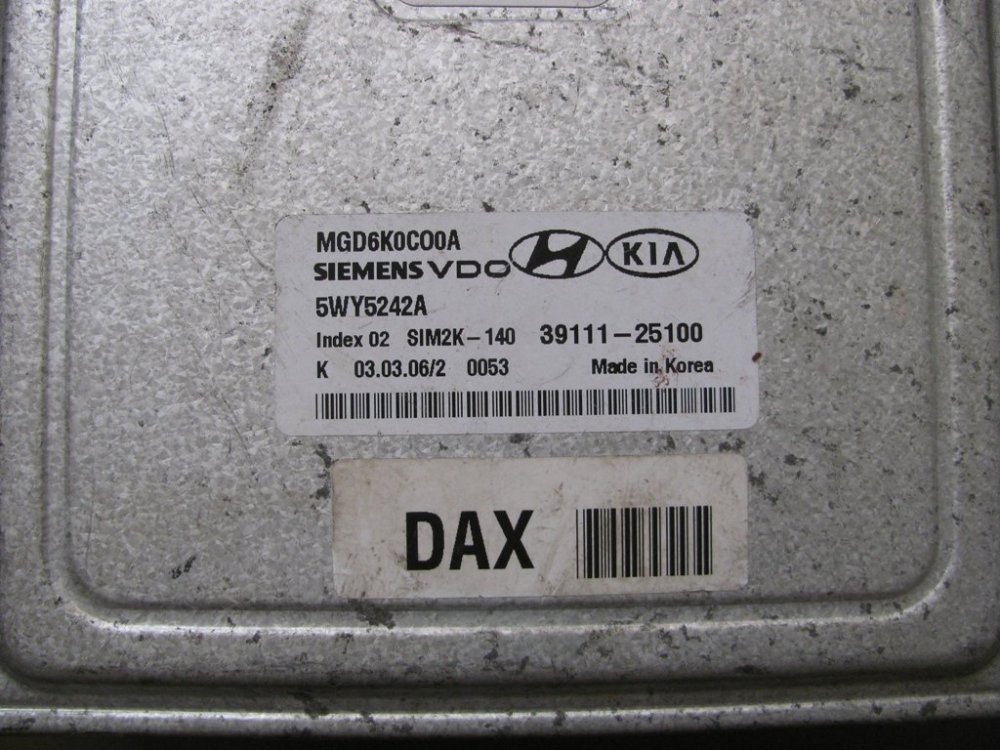 MGD6K0C00A
SIEMENS VDO H KIA
5WY5242A
Index 02 SIM2K-140 39111-25100
K 03.03.06/2 0053 Made in Korea
DAX